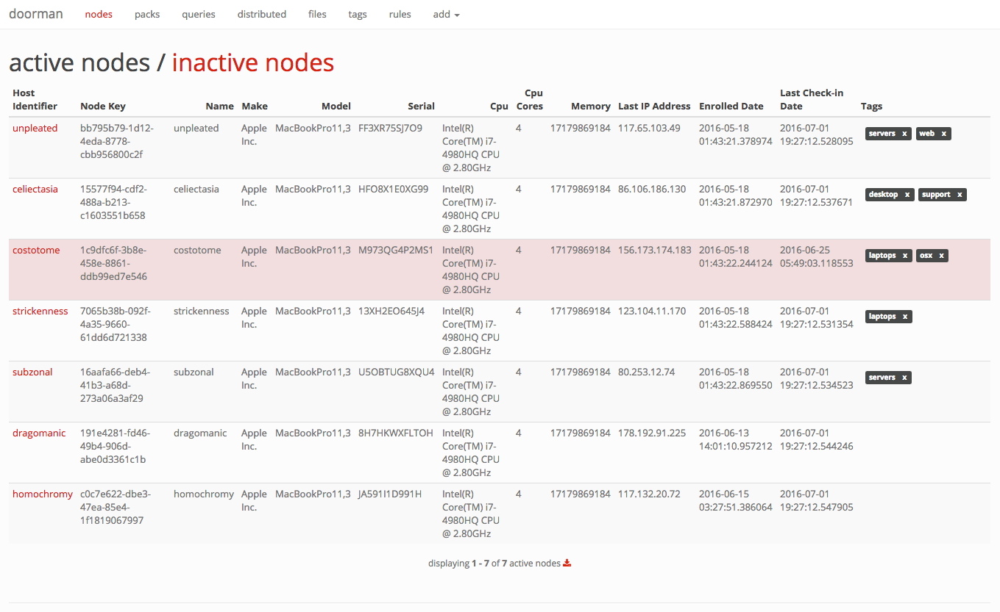 doorman nodes packs queries distributed files tags rules add
active nodes / inactive nodes
Host Identifier Node Key Name Make Model Serial Cpu Cpu Cores Memory Last IP Address Enrolled Date Last Check-in Date Tags
unpleated bb795b79-1d12- unpleated Apple MacBookPro11,3 FF3XR75SJ7O9 Intel(R) 4 17179869184 117.65.103.49 2016-05-18 2016-07-01 servers x web x
4eda-8778- Inc. Core(TM) i7- 01:43:21.378974 19:27:12.528095
cbb956800c2f 4980HQ CPU
@ 2.80GHz
celiectasia 15577f94-cdf2- celiectasia Apple MacBookPro11,3 HFO8X1E0XG99 Intel(R) 4 17179869184 86.106.186.130 2016-05-18 2016-07-01 desktop x support x
488a-b213- Inc. Core(TM) i7- 01:43:21.872970 19:27:12.537671
c1603551b658 4980HQ CPU
@ 2.80GHz
costotome 1c9dfc6f-3b8e- costotome Apple MacBookPro11,3 M973QG4P2MS1 Intel(R) 4 17179869184 156.173.174.183 2016-05-18 2016-06-25 laptops x osx x
458e-8861- Inc. Core(TM) i7- 01:43:22.244124 05:49:03.118553
ddb99ed7e546 4980HQ CPU
@ 2.80GHz
strickenness 7065b38b-092f- strickenness Apple MacBookPro11,3 13XH2EO645J4 Intel(R) 4 17179869184 123.104.11.170 2016-05-18 2016-07-01 laptops x
4a35-9660- Inc. Core(TM) i7- 01:43:22.588424 19:27:12.531354
61dd6d721338 4980HQ CPU
@ 2.80GHz
subzonal 16aafa66-deb4- subzonal Apple MacBookPro11,3 U5OBTUG8XQU4 Intel(R) 4 17179869184 80.253.12.74 2016-05-18 2016-07-01 servers x
41b3-a68d- Inc. Core(TM) i7- 01:43:22.869550 19:27:12.534523
273a06a3af29 4980HQ CPU
@ 2.80GHz
dragomanic 191e4281-fd46- dragomanic Apple MacBookPro11,3 8H7HKWXFLTOH Intel(R) 4 17179869184 178.192.91.225 2016-06-13 2016-07-01
49b4-906d- Inc. Core(TM) i7- 14:01:10.957212 19:27:12.544246
abe0d3361c1b 4980HQ CPU
@ 2.80GHz
homochromy c0c7e622-dbe3- homochromy Apple MacBookPro11,3 JA591I1D991H Intel(R) 4 17179869184 117.132.20.72 2016-06-15 2016-07-01
47ea-85e4- Inc. Core(TM) i7- 03:27:51.386064 19:27:12.547905
1f1819067997 4980HQ CPU
@ 2.80GHz
displaying 1 - 7 of 7 active nodes